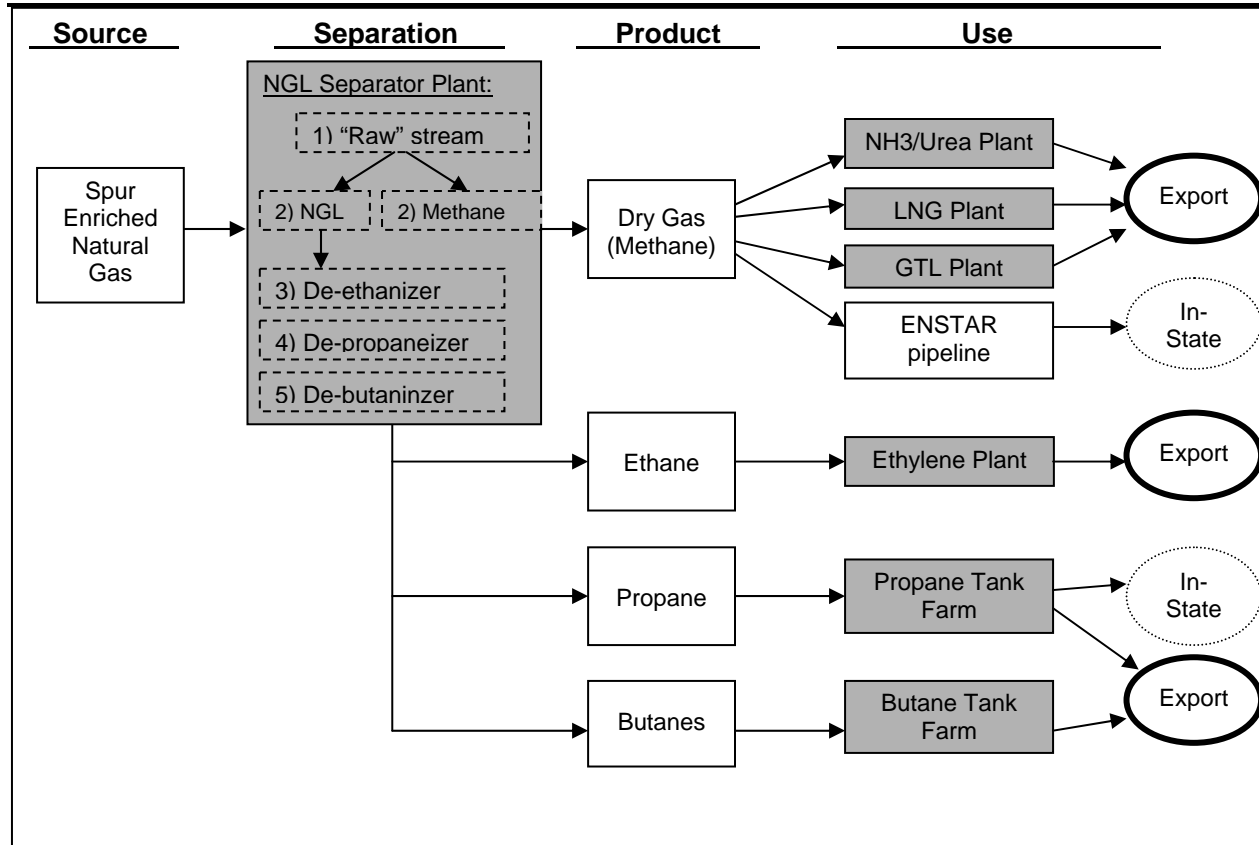 Source
Separation
Product
Use
Spur
Enriched
Natural
Gas
NGL Separator Plant:
1) “Raw” stream
2) NGL
2) Methane
3) De-ethanizer
4) De-propaneizer
5) De-butaninzer
Dry Gas
(Methane)
NH3/Urea Plant
LNG Plant
GTL Plant
ENSTAR
pipeline
Export
In-
State
Ethane
Ethylene Plant
Export
Propane
Propane Tank
Farm
In-
State
Butanes
Butane Tank
Farm
Export